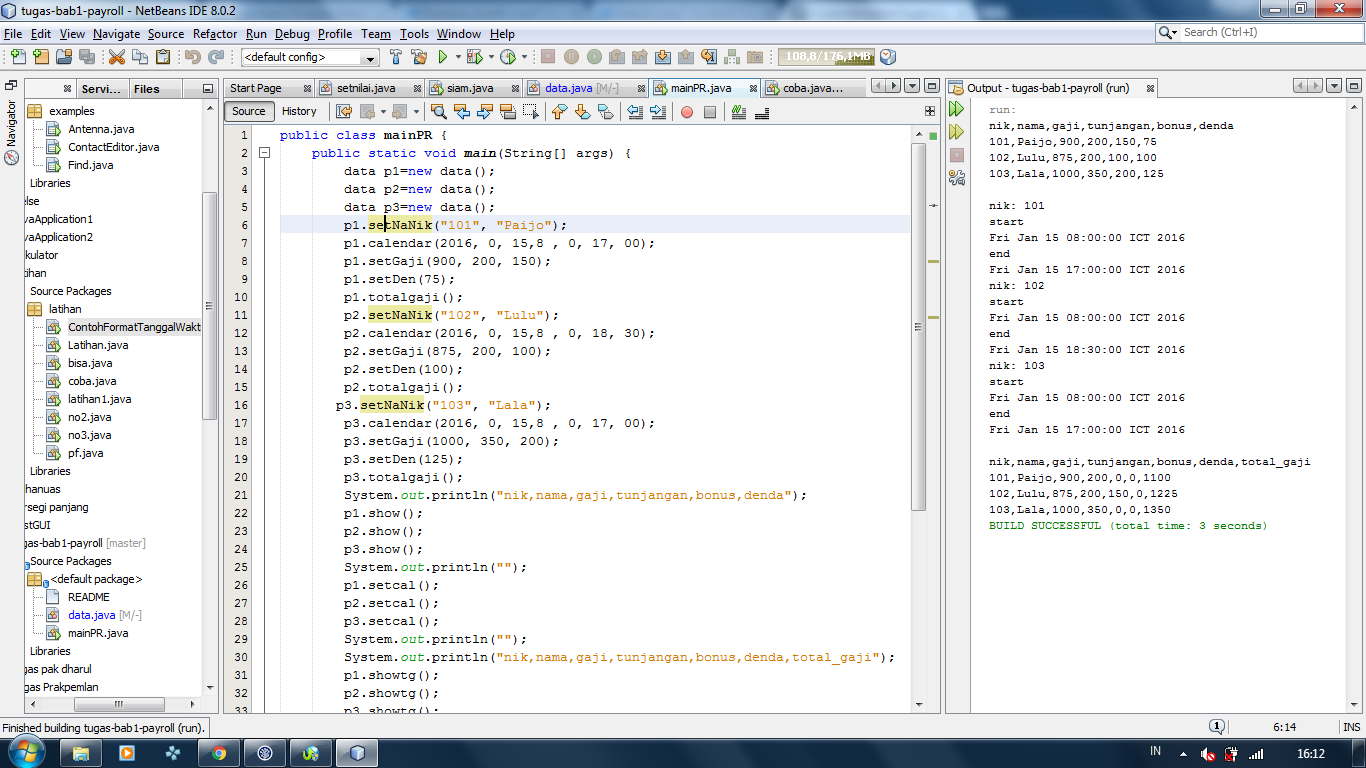 tugas-bab1-payroll - NetBeans IDE 8.0.2
File Edit View Navigate Source Refactor Run Debug Profile Team Tools Window Help
Search (Ctrl+I)
<default config>
108,8/176,1MB
Servi...
Files
Navigator
examples
Antenna.java
ContactEditor.java
Find.java
Libraries
else
vaApplication1
vaApplication2
kulator
tihan
Source Packages
latihan
ContohFormatTanggalWakt
Latihan.java
bisa.java
coba.java
latihan1.java
no2.java
no3.java
pf.java
Libraries
hanuas
rsegi panjang
stGUI
gas-bab1-payroll [master]
Source Packages
<default package>
README
data.java [M/-]
mainPR.java
Libraries
gas pak dharul
gas Prakpemlan
Start Page
setnilai.java
siam.java
data.java [M/-]
mainPR.java
coba.java...
Source
History
1 public class mainPR {
2 public static void main(String[] args) {
3 data p1=new data();
4 data p2=new data();
5 data p3=new data();
6 p1.setNaNik("101", "Paijo");
7 p1.calendar(2016, 0, 15,8 , 0, 17, 00);
8 p1.setGaji(900, 200, 150);
9 p1.setDen(75);
10 p1.totalgaji();
11 p2.setNaNik("102", "Lulu");
12 p2.calendar(2016, 0, 15,8 , 0, 18, 30);
13 p2.setGaji(875, 200, 100);
14 p2.setDen(100);
15 p2.totalgaji();
16 p3.setNaNik("103", "Lala");
17 p3.calendar(2016, 0, 15,8 , 0, 17, 00);
18 p3.setGaji(1000, 350, 200);
19 p3.setDen(125);
20 p3.totalgaji();
21 System.out.println("nik,nama,gaji,tunjangan,bonus,denda");
22 p1.show();
23 p2.show();
24 p3.show();
25 System.out.println("");
26 p1.setcal();
27 p2.setcal();
28 p3.setcal();
29 System.out.println("");
30 System.out.println("nik,nama,gaji,tunjangan,bonus,denda,total_gaji");
31 p1.showtg();
32 p2.showtg();
33 p3.showtg();
Output - tugas-bab1-payroll (run)
run:
nik,nama,gaji,tunjangan,bonus,denda
101,Paijo,900,200,150,75
102,Lulu,875,200,100,100
103,Lala,1000,350,200,125
nik: 101
start
Fri Jan 15 08:00:00 ICT 2016
end
Fri Jan 15 17:00:00 ICT 2016
nik: 102
start
Fri Jan 15 08:00:00 ICT 2016
end
Fri Jan 15 18:30:00 ICT 2016
nik: 103
start
Fri Jan 15 08:00:00 ICT 2016
end
Fri Jan 15 17:00:00 ICT 2016
nik,nama,gaji,tunjangan,bonus,denda,total_gaji
101,Paijo,900,200,0,0,1100
102,Lulu,875,200,150,0,1225
103,Lala,1000,350,0,0,1350
BUILD SUCCESSFUL (total time: 3 seconds)
Finished building tugas-bab1-payroll (run).
1
6:14
INS
IN
16:12